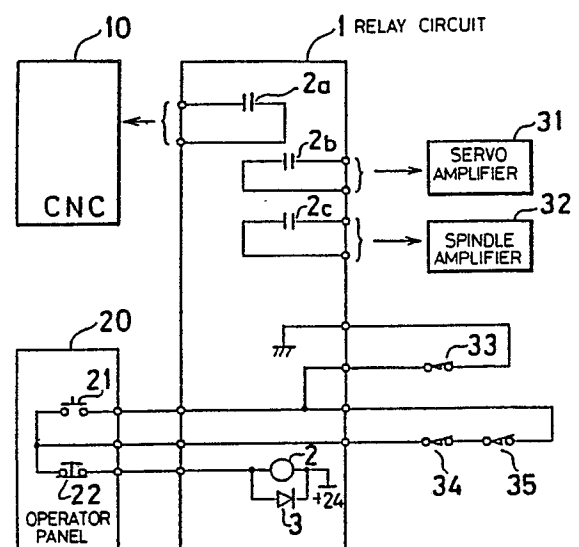 10
1 RELAY CIRCUIT
2a
2b
31
SERVO
AMPLIFIER
CNC
2c
32
SPINDLE
AMPLIFIER
20
33
21
2
+24
22
3
34
35
OPERATOR
PANEL